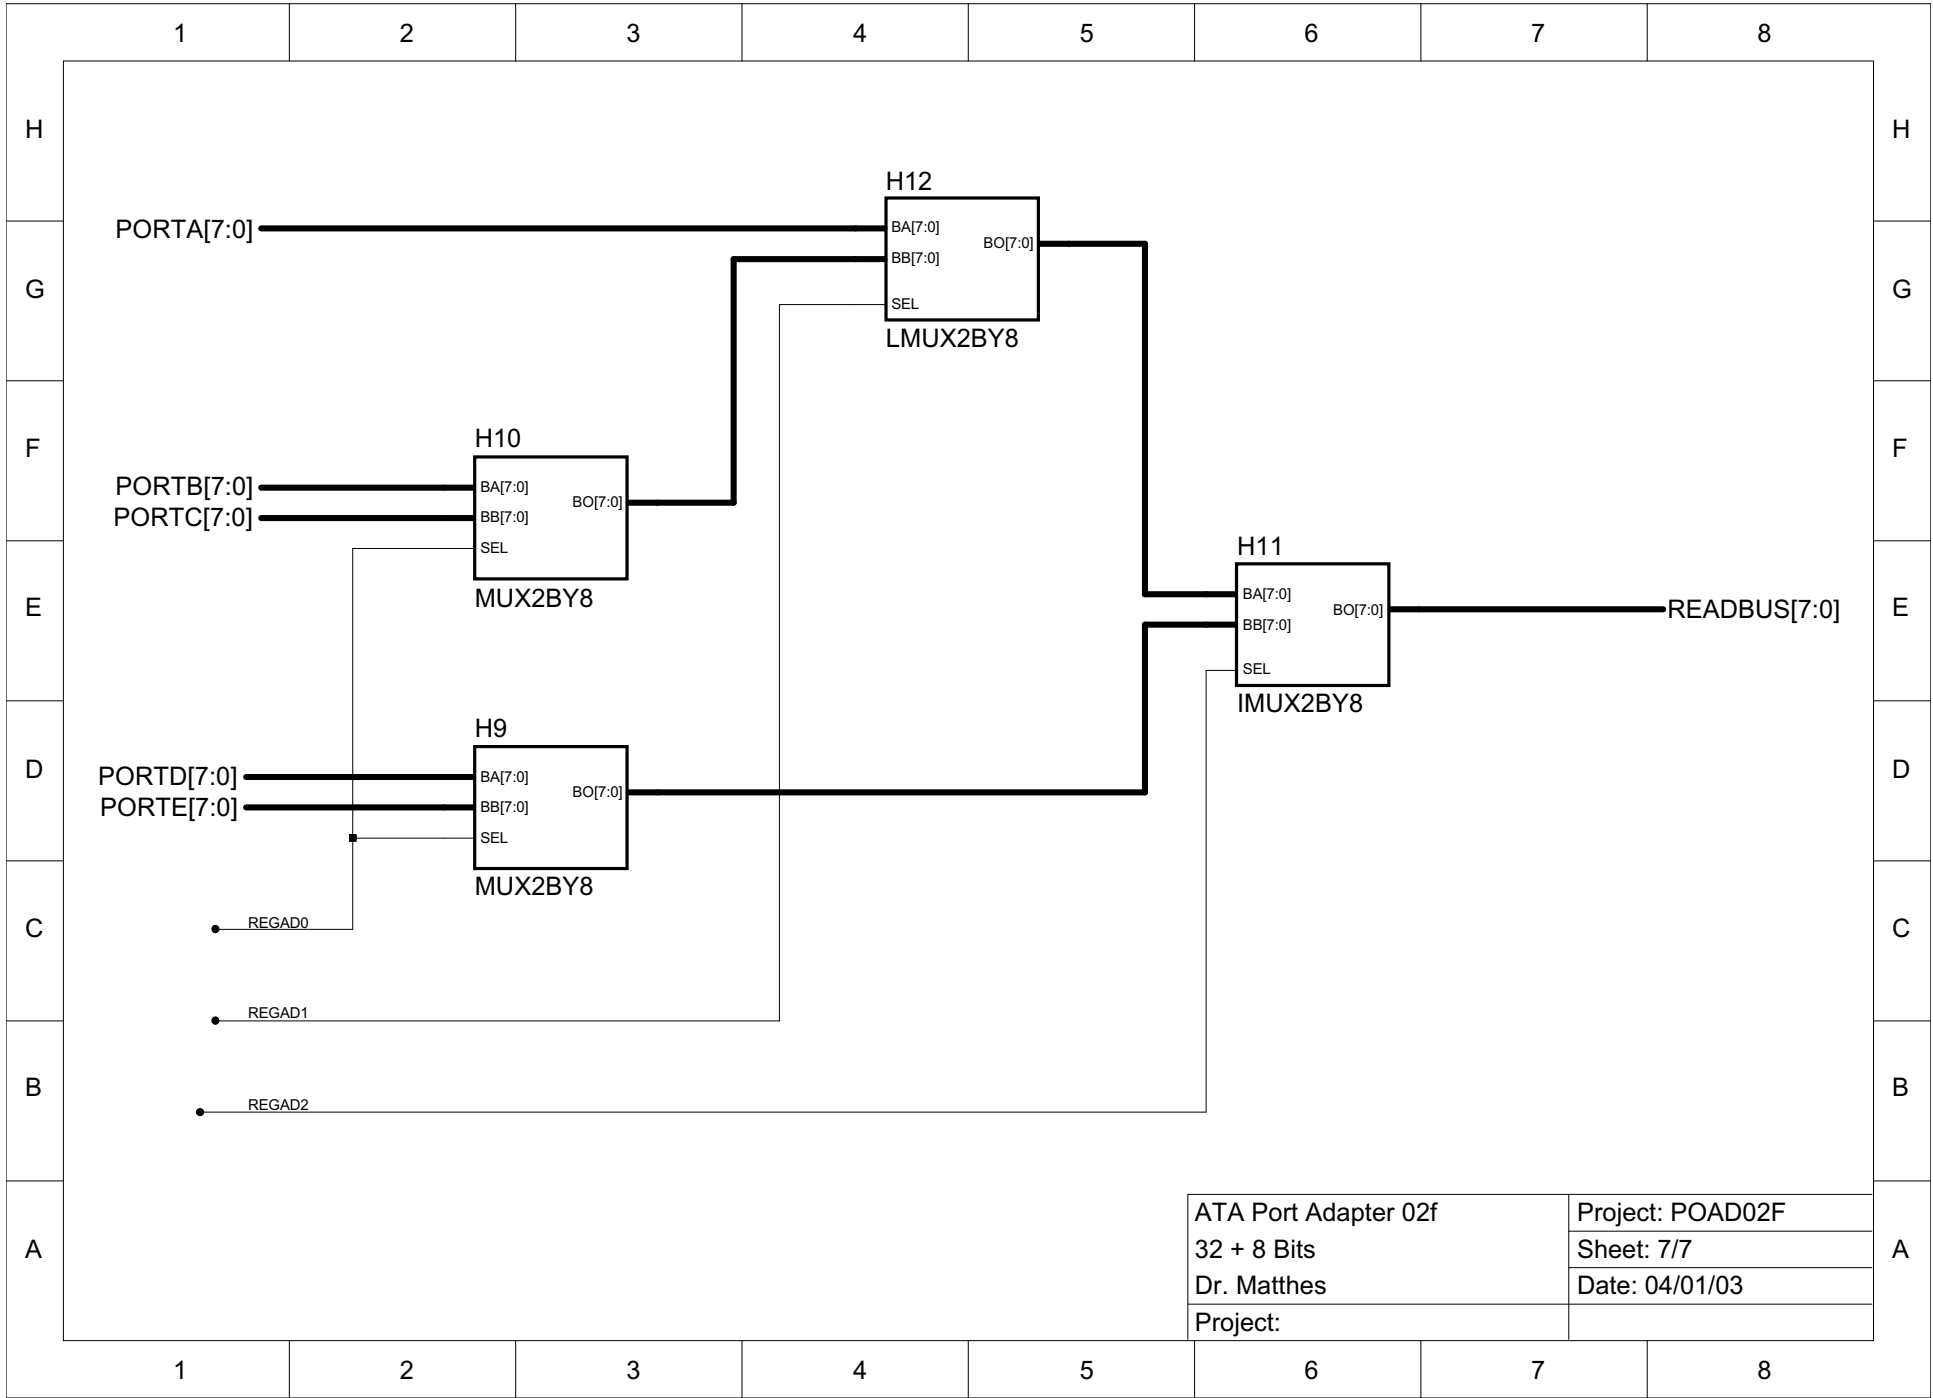 1 2 3 4 5 6 7 8
H H
H12
PORTA[7:0] BA[7:0]
BO[7:0]
BB[7:0]
G G
SEL
LMUX2BY8
H10
F F
PORTB[7:0] BA[7:0]
BO[7:0]
PORTC[7:0] BB[7:0]
SEL
MUX2BY8
H11
BA[7:0]
E BO[7:0] READBUS[7:0] E
BB[7:0]
SEL
IMUX2BY8
H9
D D
PORTD[7:0] BA[7:0]
BO[7:0]
PORTE[7:0] BB[7:0]
SEL
MUX2BY8
C REGAD0 C
REGAD1
B B
REGAD2
ATA Port Adapter 02f Project: POAD02F
A 32 + 8 Bits Sheet: 7/7 A
Dr. Matthes Date: 04/01/03
Project:
1 2 3 4 5 6 7 8